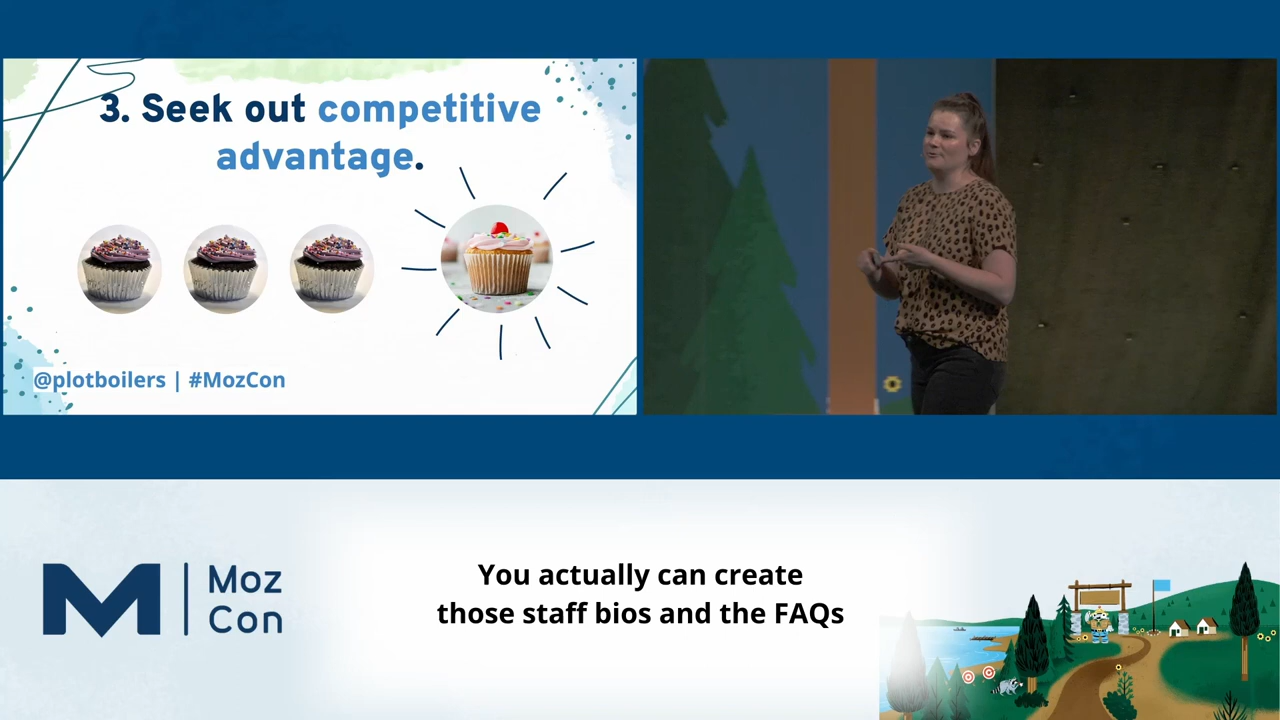 3. Seek out competitive
advantage.
@plotboilers | #MozCon
M | Moz
Con
You actually can create
those staff bios and the FAQs